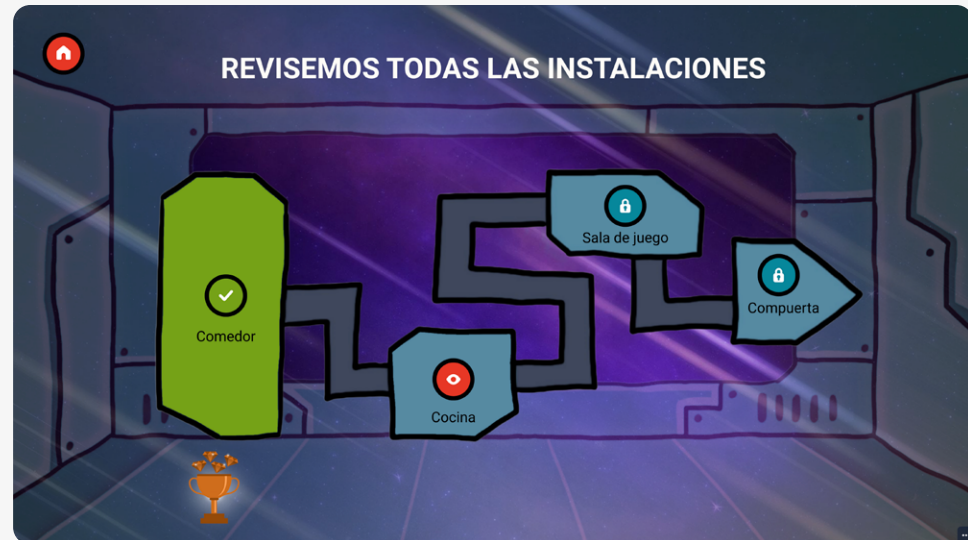 REVISEMOS TODAS LAS INSTALACIONES
Sala de juego
Compuerta
Comedor
Cocina